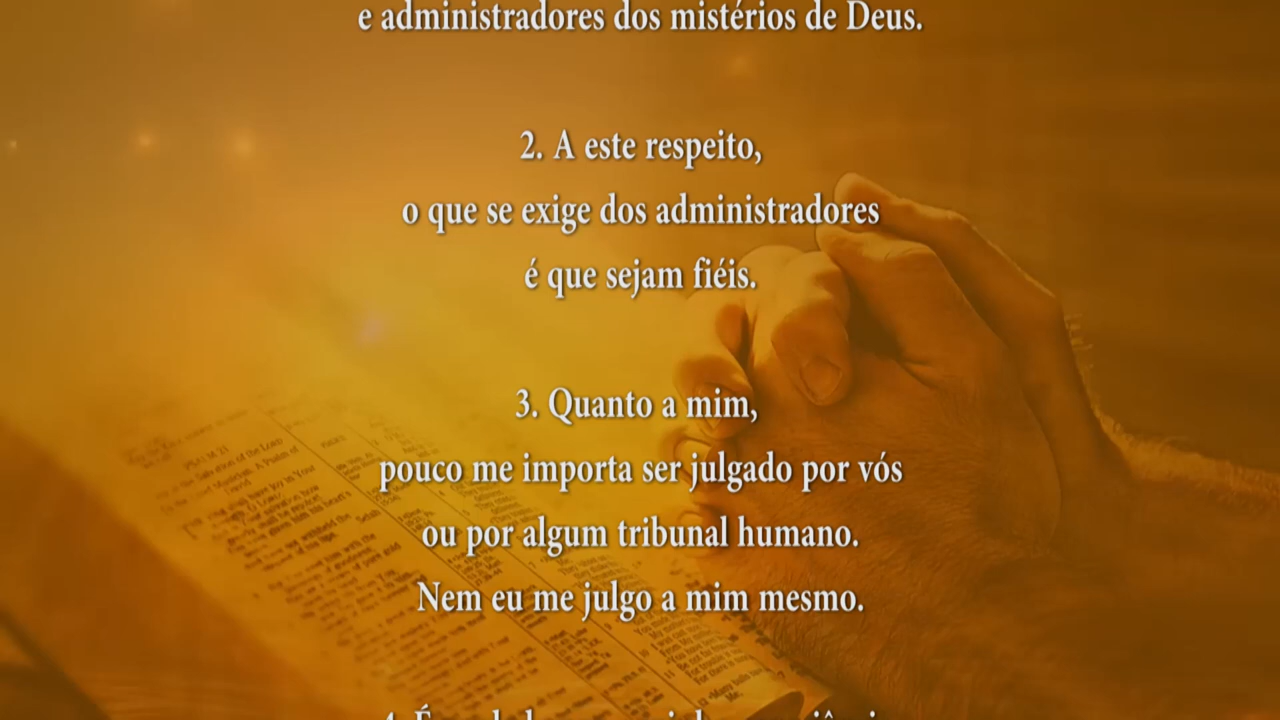 e administradores dos mistérios de Deus.
2. A este respeito,
o que se exige dos administradores
é que sejam fiéis.
3. Quanto a mim,
pouco me importa ser julgado por vós
ou por algum tribunal humano.
Nem eu me julgo a mim mesmo.